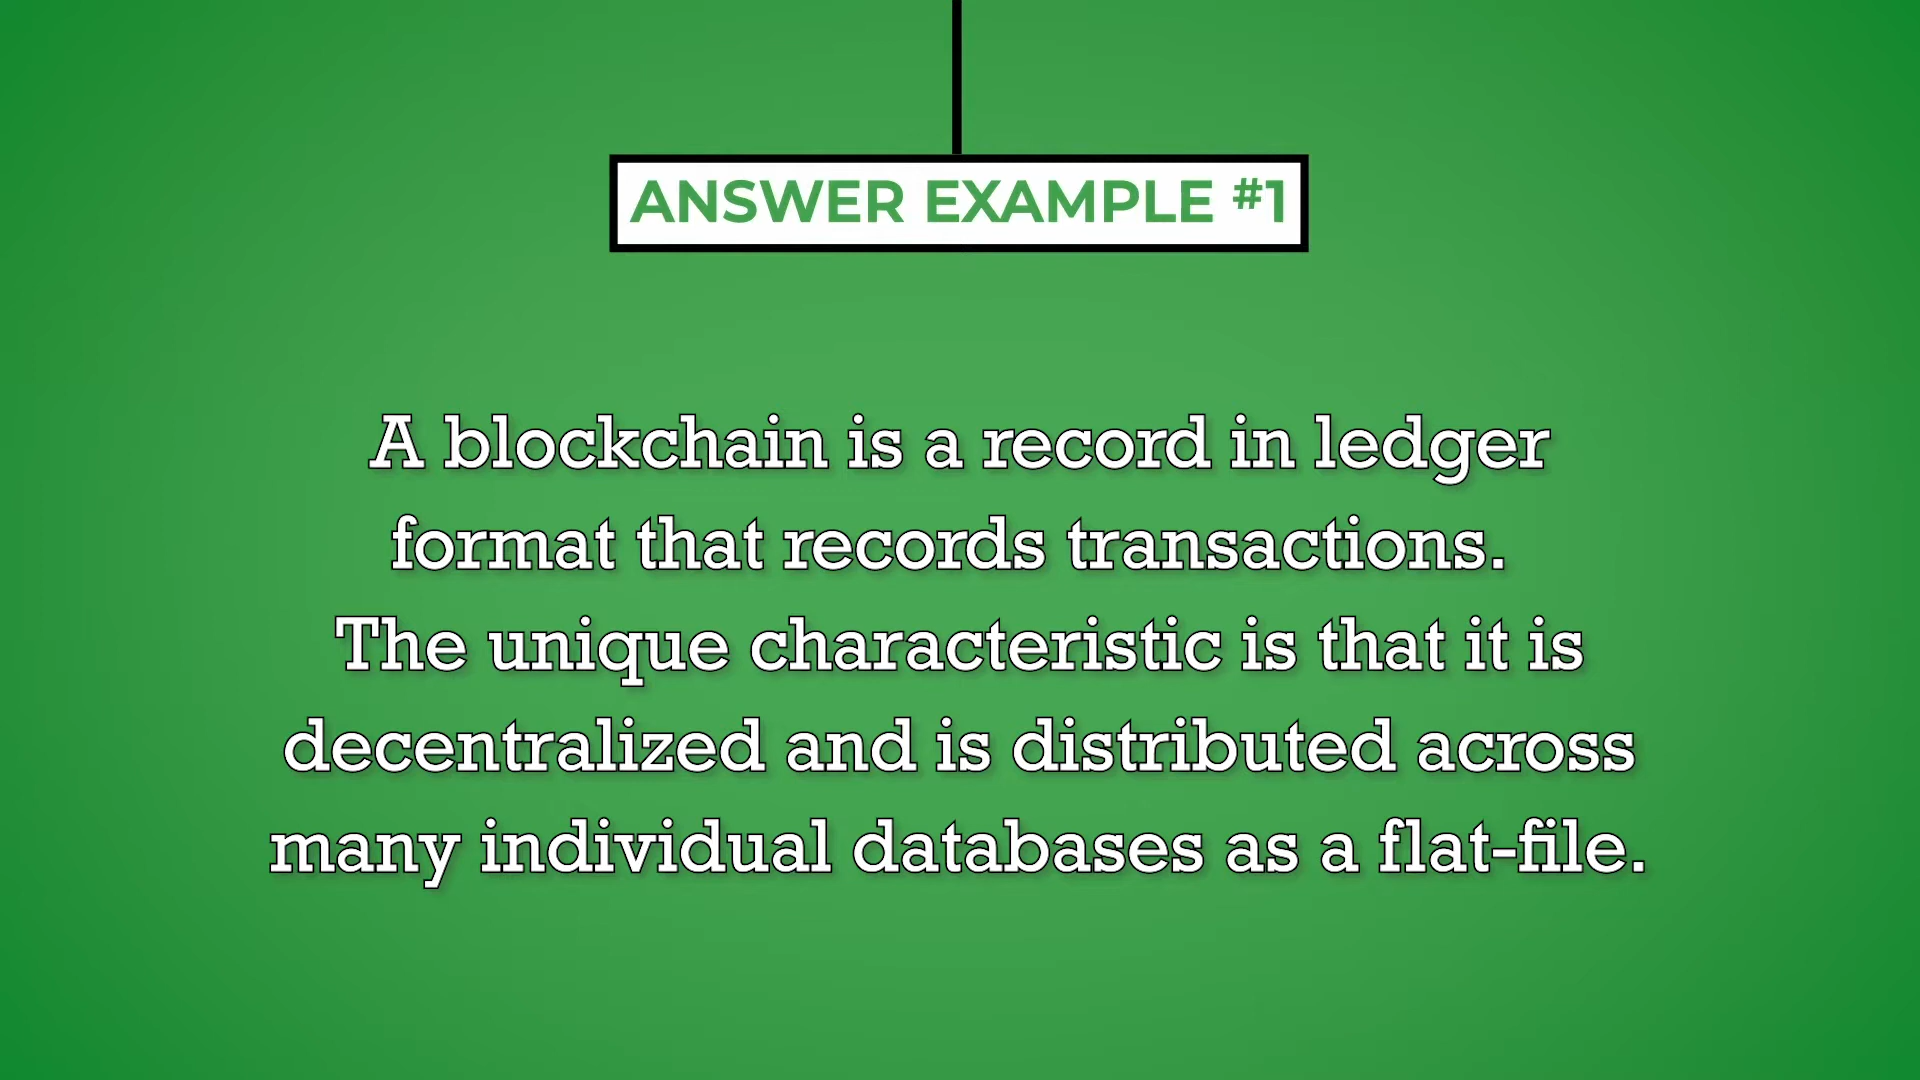 ANSWER EXAMPLE #1
A blockchain is a record in ledger
format that records transactions.
The unique characteristic is that it is
decentralized and is distributed across
many individual databases as a flat-file.